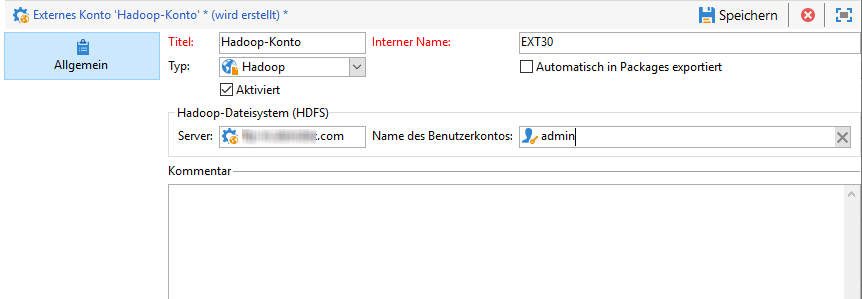 Externes Konto 'Hadoop-Konto' * (wird erstellt) *
Speichern
Allgemein
Titel: Hadoop-Konto Interner Name: EXT30
Typ: Hadoop Automatisch in Packages exportiert
Aktiviert
Hadoop-Dateisystem (HDFS)
Server: .com Name des Benutzerkontos: admin
Kommentar